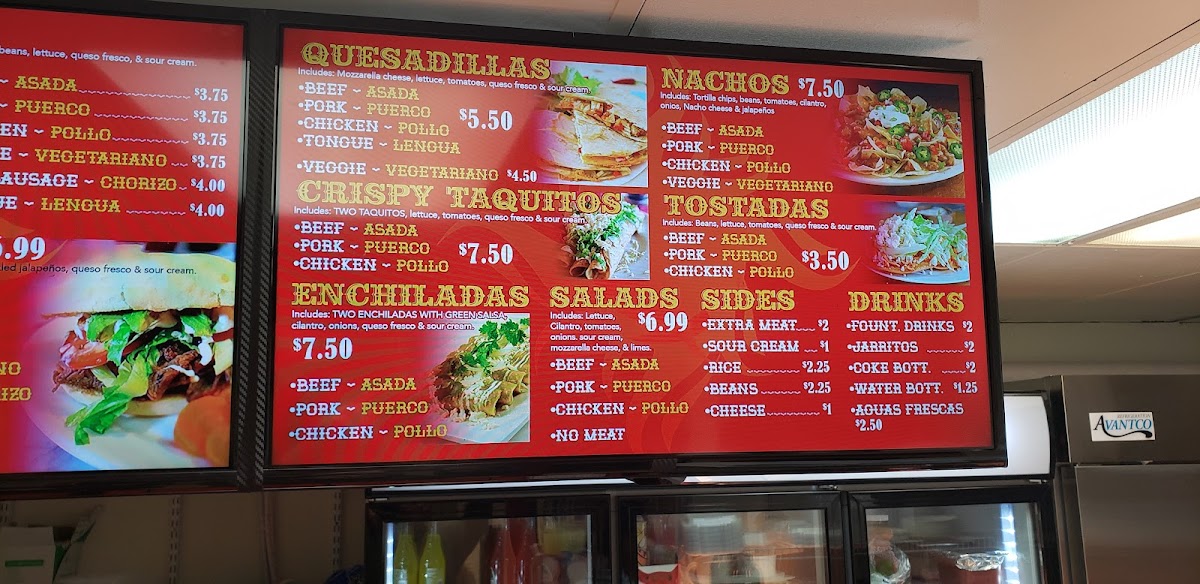 beans, lettuce, queso fresco, & sour cream.
~ ASADA $3.75
~ PUERCO $3.75
~ POLLO $3.75
~ VEGETARIANO $3.75
~ CHORIZO $4.00
~ LENGUA $4.00
.99
jalapeños, queso fresco & sour cream.
QUESADILLAS
Includes: Mozzarella cheese, lettuce, tomatoes, queso fresco & sour cream.
•BEEF ~ ASADA
•PORK ~ PUERCO
•CHICKEN ~ POLLO
•TONGUE ~ LENGUA
$5.50
•VEGGIE ~ VEGETARIANO $4.50
CRISPY TAQUITOS
Includes: TWO TAQUITOS, lettuce, tomatoes, queso fresco & sour cream.
•BEEF ~ ASADA
•PORK ~ PUERCO
•CHICKEN ~ POLLO
$7.50
ENCHILADAS
Includes: TWO ENCHILADAS WITH GREEN SALSA,
cilantro, onions, queso fresco & sour cream.
$7.50
•BEEF ~ ASADA
•PORK ~ PUERCO
•CHICKEN ~ POLLO
NACHOS $7.50
Includes: Tortilla chips, beans, tomatoes, cilantro,
onios, Nacho cheese & jalapeños
•BEEF ~ ASADA
•PORK ~ PUERCO
•CHICKEN ~ POLLO
•VEGGIE ~ VEGETARIANO
TOSTADAS
Includes: Beans, lettuce, tomatoes, queso fresco & sour cream.
•BEEF ~ ASADA
•PORK ~ PUERCO
•CHICKEN ~ POLLO
$3.50
SALADS
Includes: Lettuce,
Cilantro, tomatoes,
onions. sour cream,
mozzarella cheese, & limes.
$6.99
•BEEF ~ ASADA
•PORK ~ PUERCO
•CHICKEN ~ POLLO
•NO MEAT
SIDES
•EXTRA MEAT $2
•SOUR CREAM $1
•RICE $2.25
•BEANS $2.25
•CHEESE $1
DRINKS
•FOUNT. DRINKS $2
•JARRITOS $2
•COKE BOTT. $2
•WATER BOTT. $1.25
•AGUAS FRESCAS
$2.50
AVANTCO